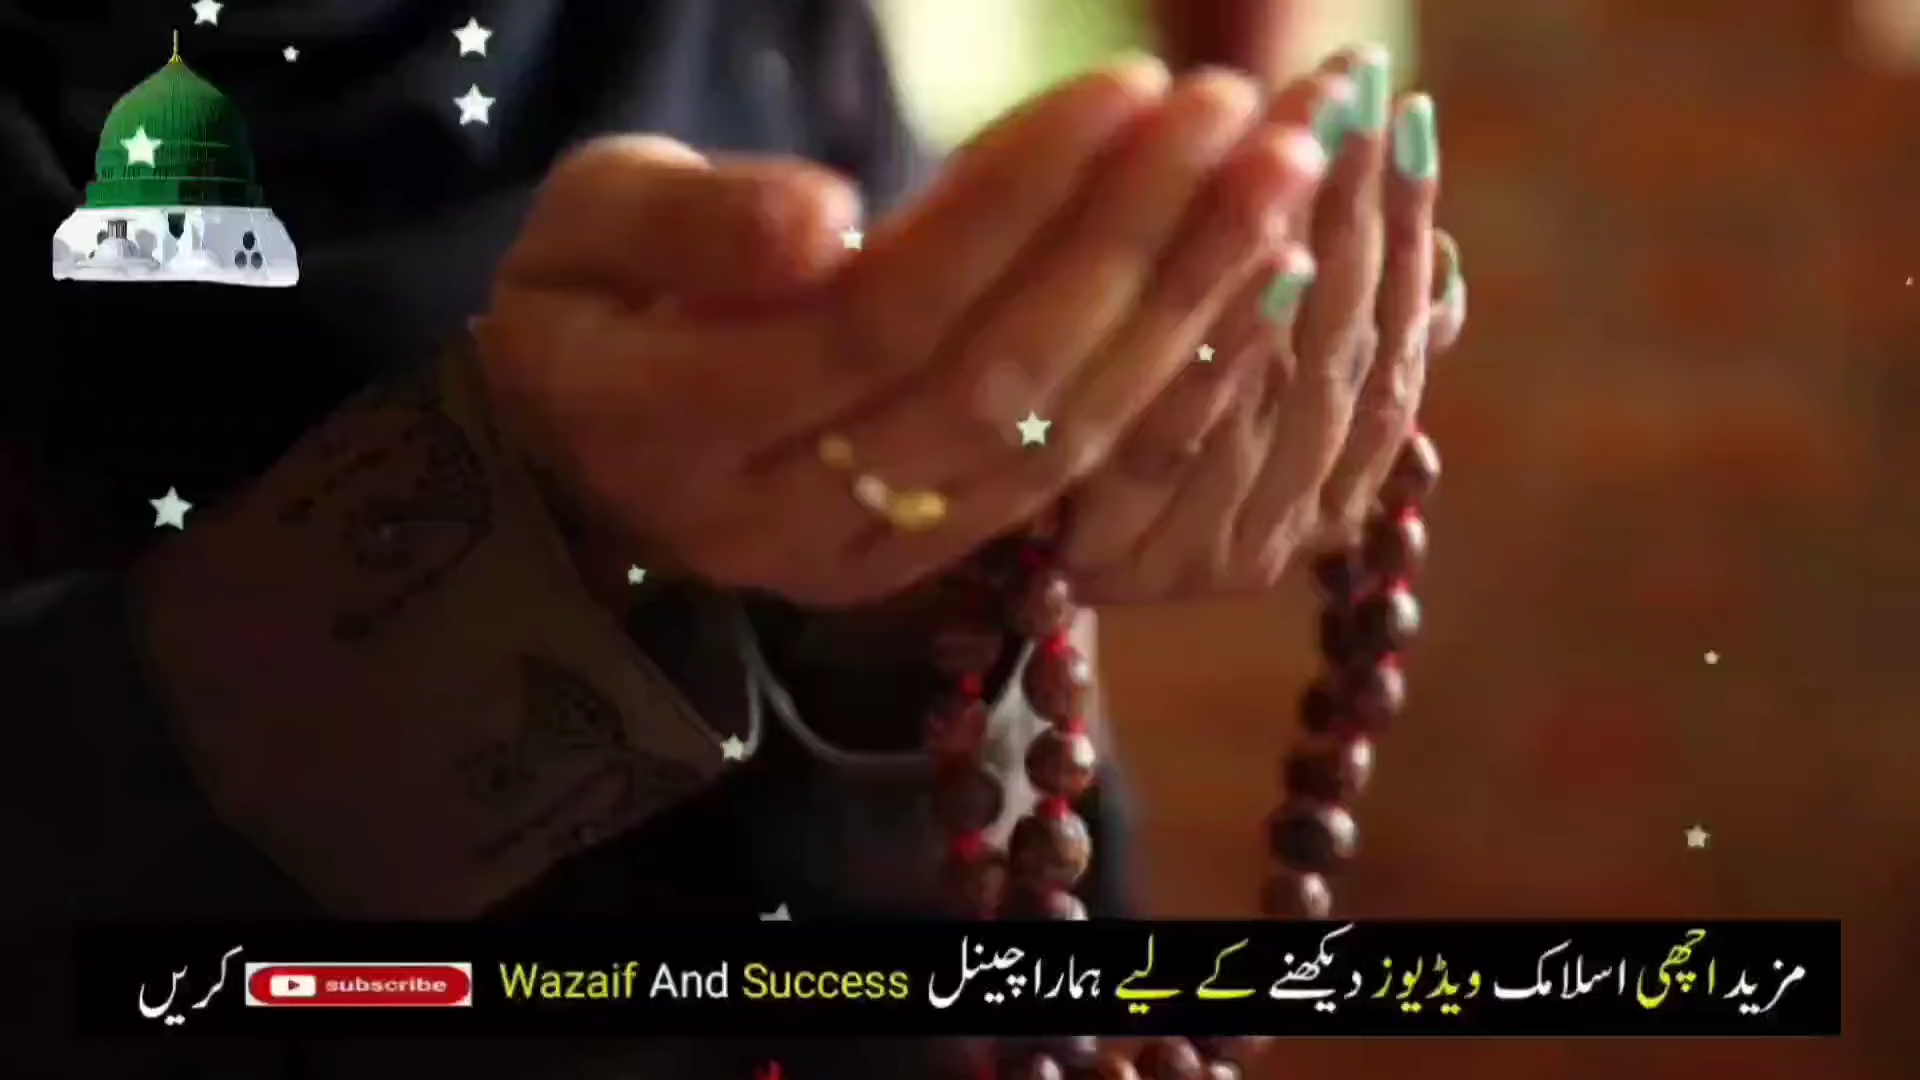 مزید اچھی اسلامک ویڈیوز دیکھنے کے لیے ہمارا چینل Wazaif And Success subscribe کریں